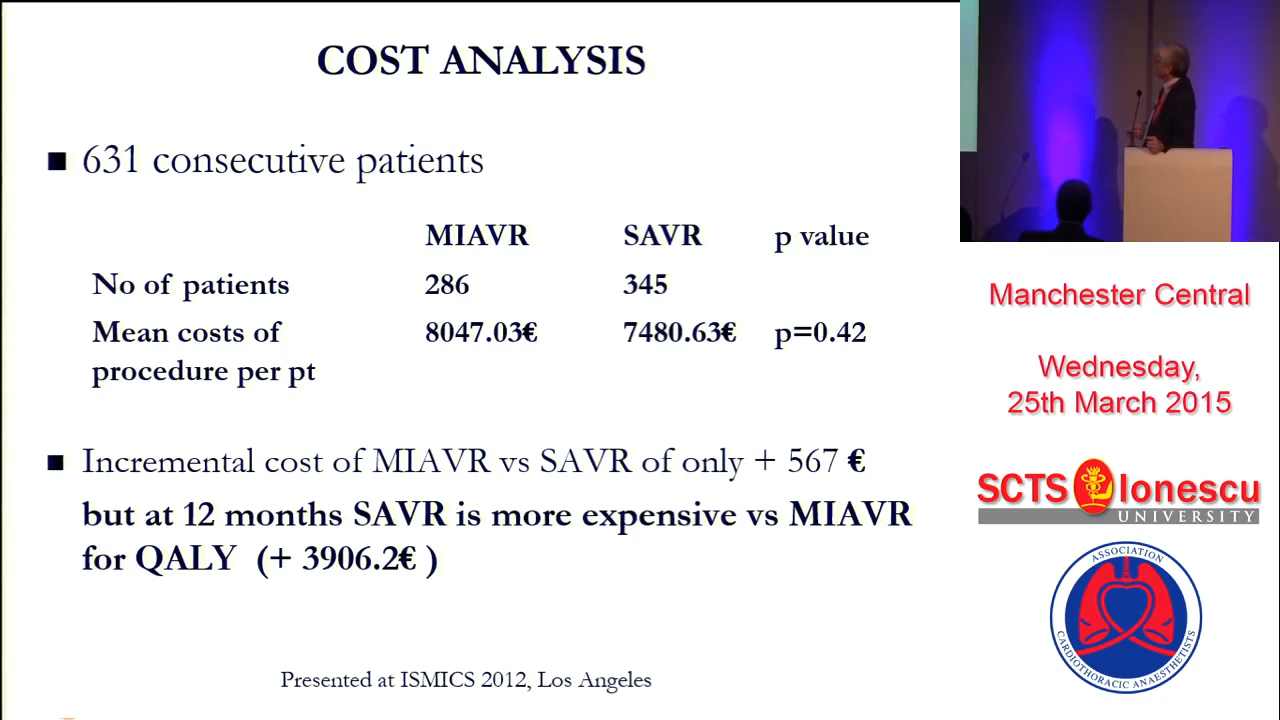 COST ANALYSIS
■ 631 consecutive patients
MIAVR SAVR p value
No of patients 286 345
Mean costs of 8047.03€ 7480.63€ p=0.42
procedure per pt
■ Incremental cost of MIAVR vs SAVR of only + 567 €
but at 12 months SAVR is more expensive vs MIAVR
for QALY (+ 3906.2€ )
Presented at ISMICS 2012, Los Angeles
Manchester Central
Wednesday,
25th March 2015
SCTS Ionescu
UNIVERSITY
ASSOCIATION
CARDIOTHORACIC ANAESTHETISTS